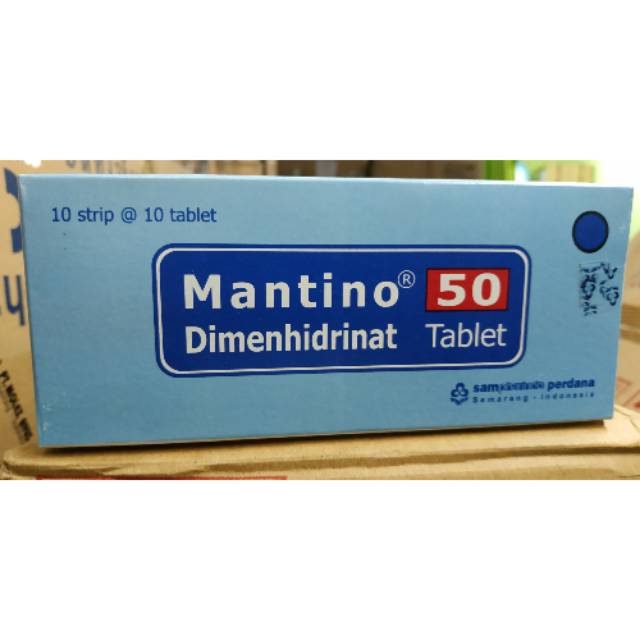 10 strip @ 10 tablet
Mantino® 50
Dimenhidrinat Tablet
perdana
Semarang - Indonesia